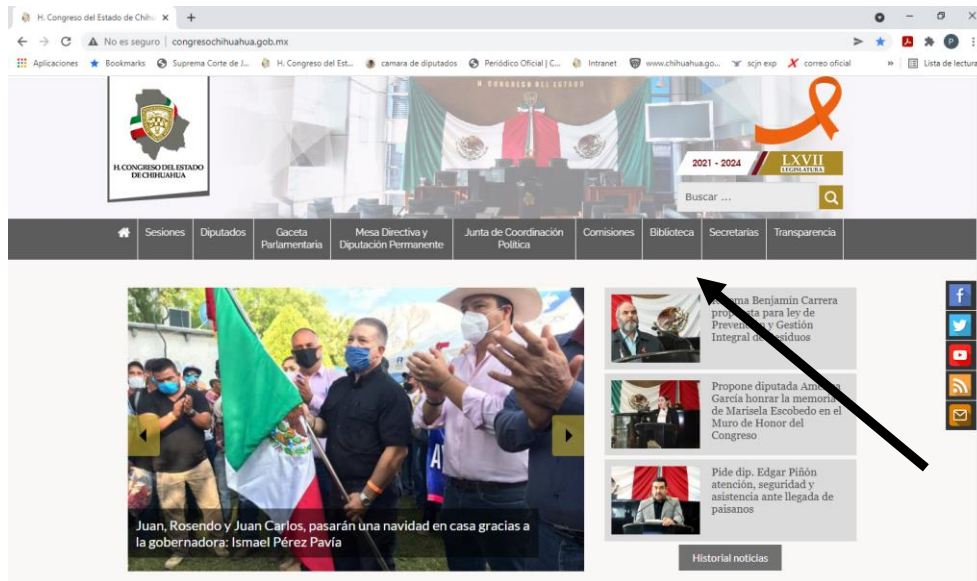 H. Congreso del Estado de Chihu
No es seguro | congresochihuahua.gob.mx
P
Aplicaciones Bookmarks Suprema Corte de J... H. Congreso del Est... camara de diputados Periódico Oficial | C... Intranet www.chihuahua.go... scjn exp correo oficial » Lista de lectura
H. CONGRESO DEL ESTADO
H. CONGRESO DEL ESTADO
DE CHIHUAHUA
2021 - 2024 LXVII
LEGISLATURA
Buscar ...
Sesiones Diputados Gaceta Parlamentaria Mesa Directiva y Diputación Permanente Junta de Coordinación Política Comisiones Biblioteca Secretarías Transparencia
Juan, Rosendo y Juan Carlos, pasarán una navidad en casa gracias a
la gobernadora: Ismael Pérez Pavía
Benjamín Carrera
para ley de
y Gestión
Integral de Residuos
Propone diputada
García honrar la memoria
de Marisela Escobedo en el
Muro de Honor del
Congreso
Pide dip. Edgar Piñón
atención, seguridad y
asistencia ante llegada de
paisanos
Historial noticias